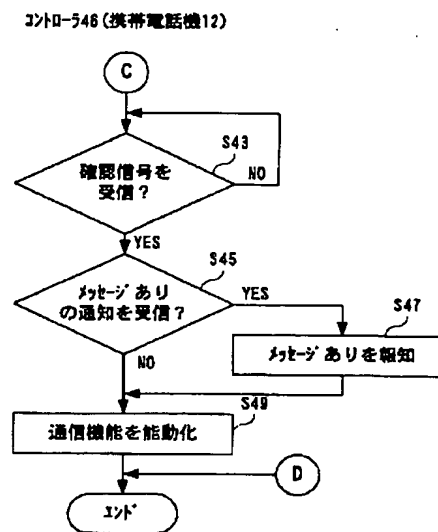 コントローラ46(携帯電話機12)
C
S43
確認信号を
受信?
NO
YES
S45
メッセージあり
の通知を受信?
YES
S47
メッセージありを報知
NO
S49
通信機能を能動化
D
エンド